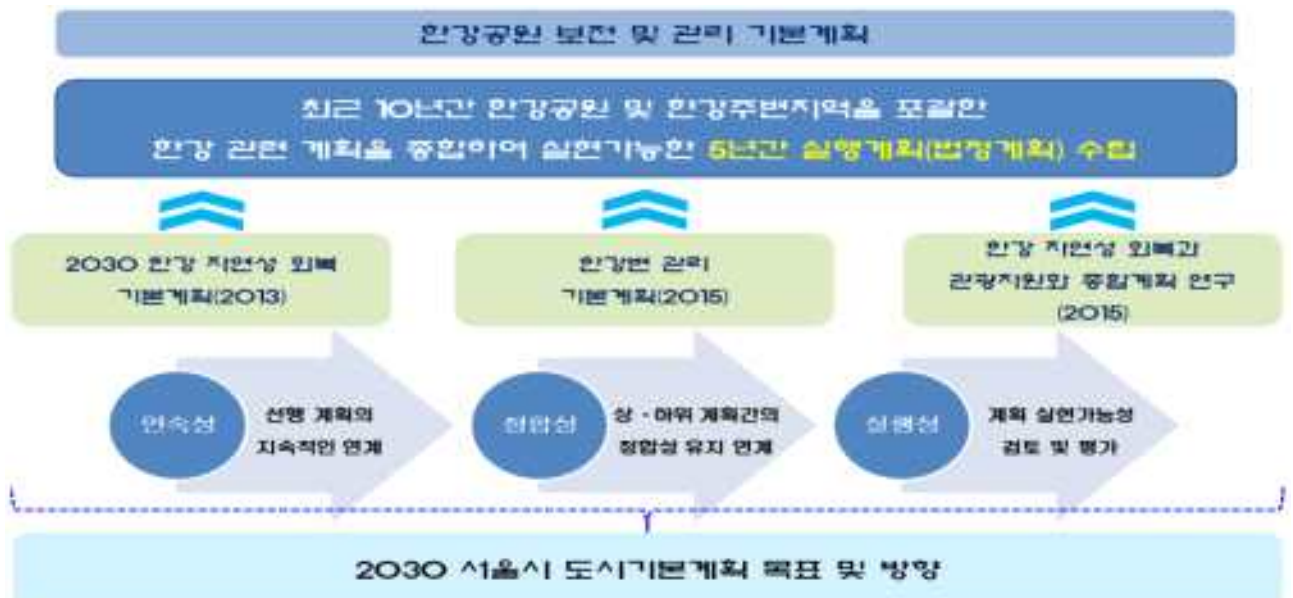 한강공원 보전 및 관리 기본계획
최근 10년간 한강공원 및 한강주변지역을 포괄한
한강 관련 계획을 종합하여 실현가능한 5년간 실행계획(법정계획) 수립
2030 한강 자연성 회복
기본계획(2013)
한강변 관리
기본계획(2015)
한강 자연성 회복과
관광자원화 종합계획 연구
(2015)
연속성
선행 계획의
지속적인 연계
정합성
상·하위 계획간의
정합성 유지 연계
실행성
계획 실현가능성
검토 및 평가
2030 서울시 도시기본계획 목표 및 방향